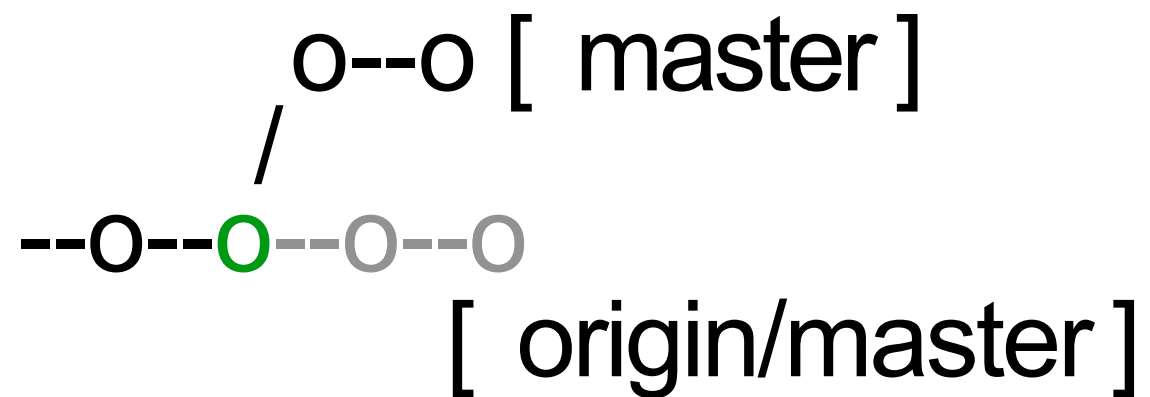 o--o [ master ]
/
--o--o--o--o
[ origin/master ]